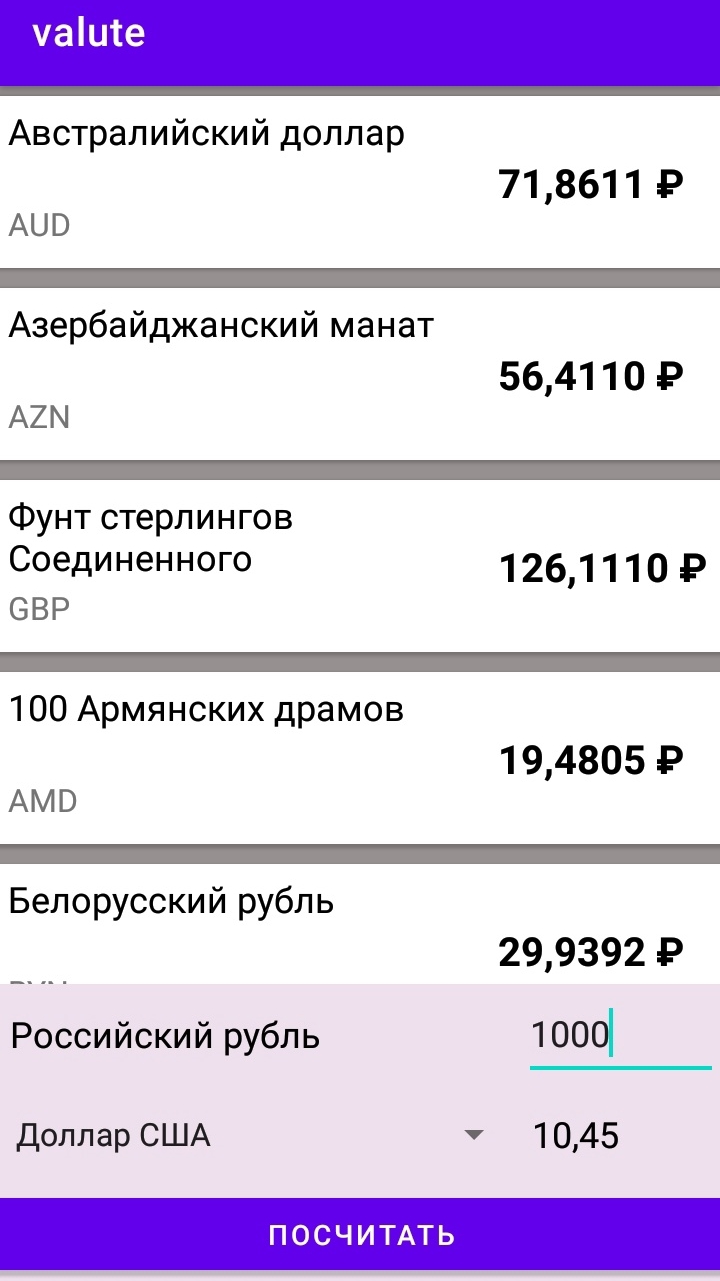 valute
Австралийский доллар
71,8611 ₽
AUD
Азербайджанский манат
56,4110 ₽
AZN
Фунт стерлингов
Соединенного
126,1110 ₽
GBP
100 Армянских драмов
19,4805 ₽
AMD
Белорусский рубль
29,9392 ₽
Российский рубль
1000
Доллар США
10,45
ПОСЧИТАТЬ